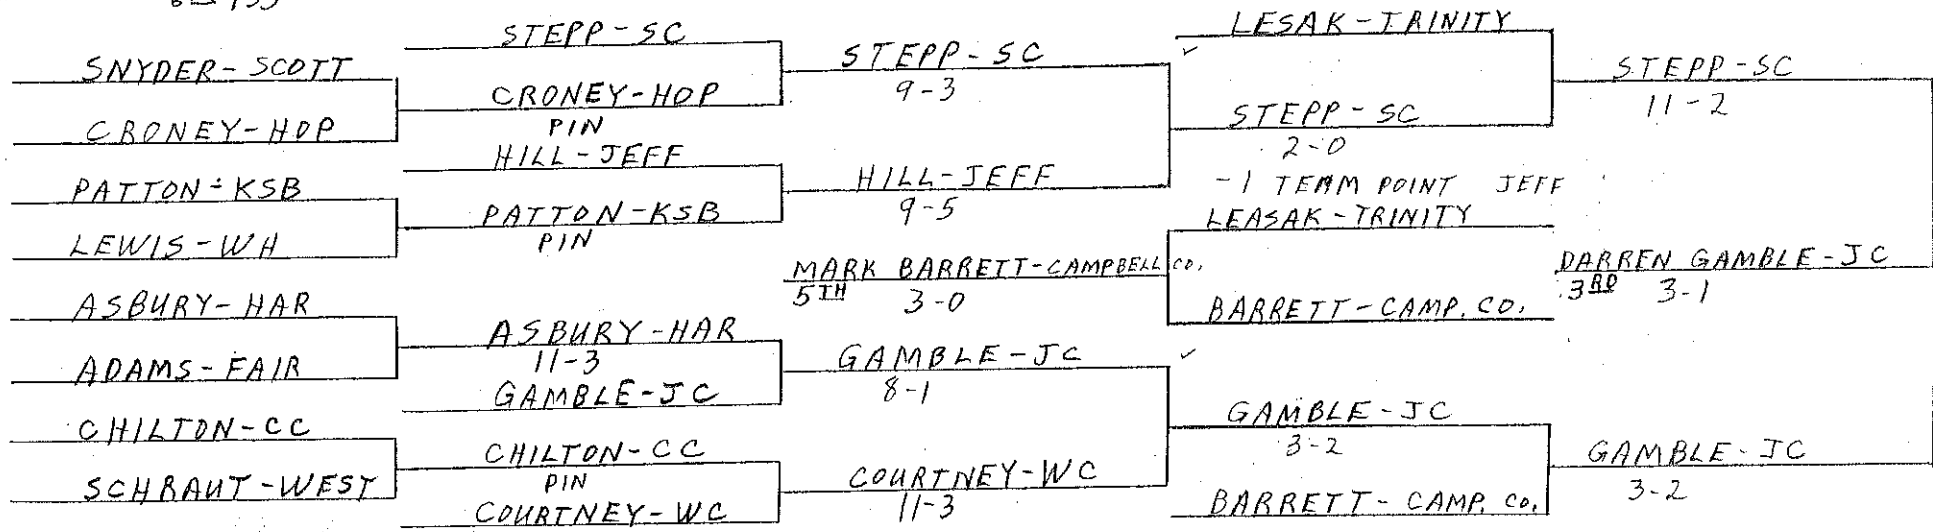 SNYDER - SCOTT
CRONEY - HOP
PATTON - KSB
LEWIS - WH
ASBURY - HAR
ADAMS - FAIR
CHILTON - CC
SCHRAUT - WEST
STEPP - SC
CRONEY - HOP
PIN
HILL - JEFF
PATTON - KSB
PIN
ASBURY - HAR
11-3
GAMBLE - JC
CHILTON - CC
PIN
COURTNEY - WC
STEPP - SC
9-3
HILL - JEFF
9-5
MARK BARRETT - CAMPBELL CO.
5TH 3-0
GAMBLE - JC
8-1
COURTNEY - WC
11-3
LESAK - TRINITY
STEPP - SC
2-0
-1 TEAM POINT JEFF
LEASAK - TRINITY
BARRETT - CAMP. CO.
GAMBLE - JC
3-2
BARRETT - CAMP. CO.
STEPP - SC
11-2
DARREN GAMBLE - JC
3RD 3-1
GAMBLE - JC
3-2